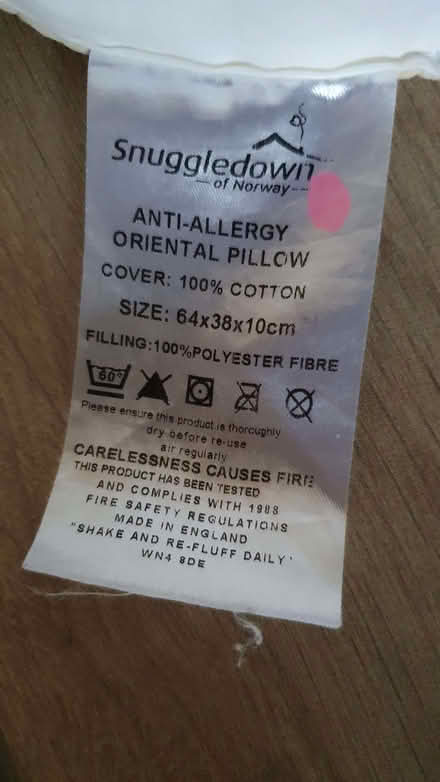 Snuggledown
of Norway
ANTI-ALLERGY
ORIENTAL PILLOW
COVER: 100% COTTON
SIZE: 64x38x10cm
FILLING:100%POLYESTER FIBRE
60°
Please ensure this product is thoroughly
dry before re-use
air regularly
CARELESSNESS CAUSES FIRE
THIS PRODUCT HAS BEEN TESTED
AND COMPLIES WITH 1988
FIRE SAFETY REGULATIONS
MADE IN ENGLAND
"SHAKE AND RE-FLUFF DAILY"
WN4 8DE